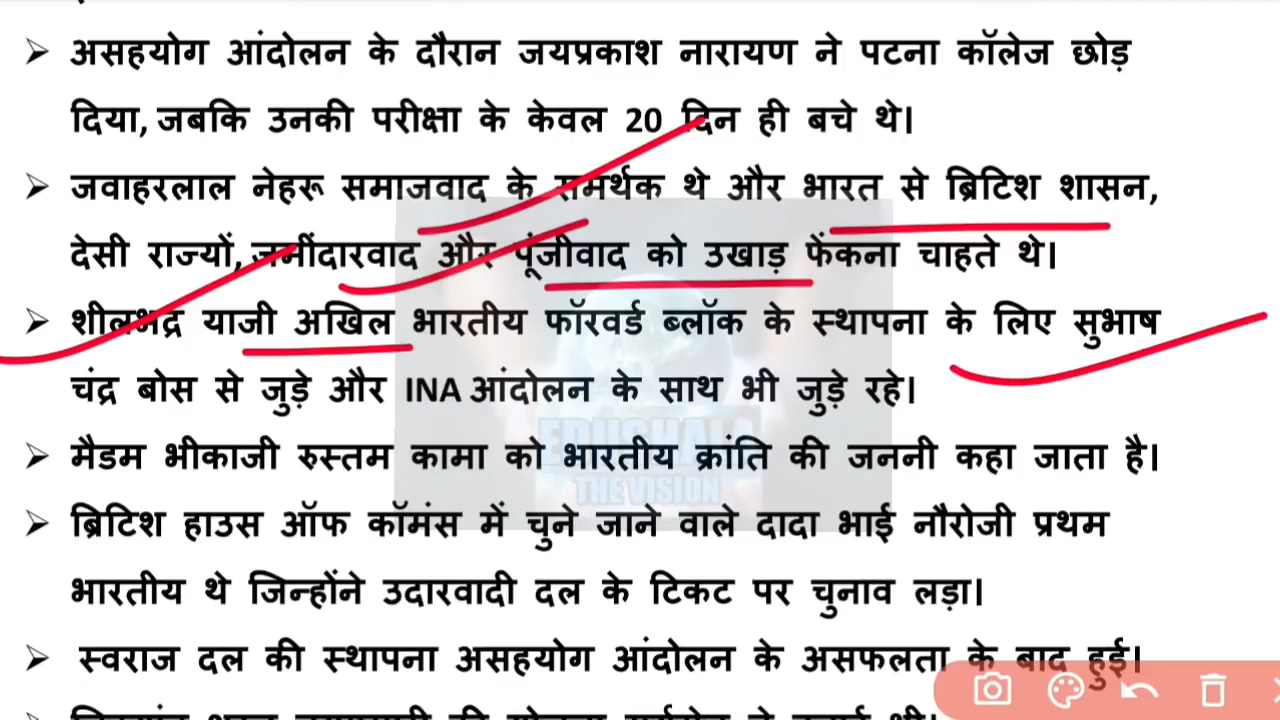 असहयोग आंदोलन के दौरान जयप्रकाश नारायण ने पटना कॉलेज छोड़
दिया, जबकि उनकी परीक्षा के केवल 20 दिन ही बचे थे।
जवाहरलाल नेहरू समाजवाद के समर्थक थे और भारत से ब्रिटिश शासन,
देसी राज्यों, जमींदारवाद और पूंजीवाद को उखाड़ फेंकना चाहते थे।
शीलभद्र याजी अखिल भारतीय फॉरवर्ड ब्लॉक के स्थापना के लिए सुभाष
चंद्र बोस से जुड़े और INA आंदोलन के साथ भी जुड़े रहे।
EDUSHALA
मैडम भीकाजी रुस्तम कामा को भारतीय क्रांति की जननी कहा जाता है।
THE VISION
ब्रिटिश हाउस ऑफ कॉमंस में चुने जाने वाले दादा भाई नौरोजी प्रथम
भारतीय थे जिन्होंने उदारवादी दल के टिकट पर चुनाव लड़ा।
स्वराज दल की स्थापना असहयोग आंदोलन के असफलता के बाद हुई।